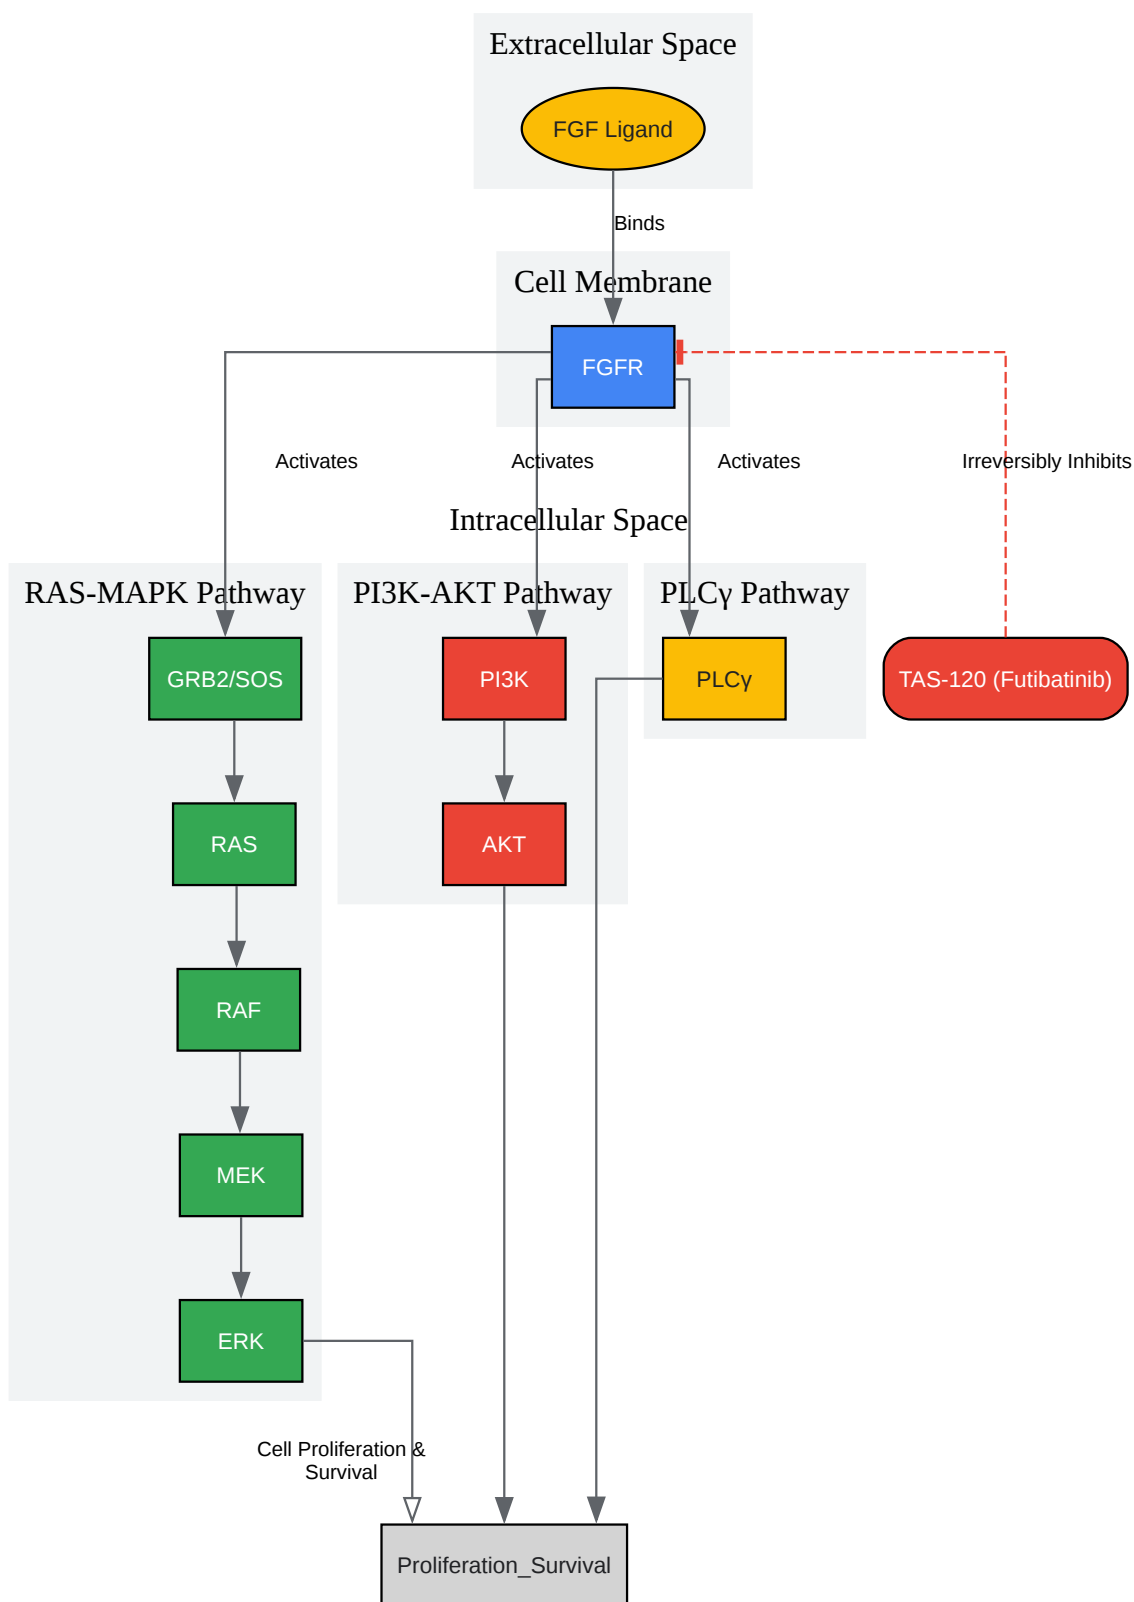 Extracellular Space
FGF Ligand
Binds
Cell Membrane
FGFR
Activates
Activates
Activates
Irreversibly Inhibits
Intracellular Space
RAS-MAPK Pathway
PI3K-AKT Pathway
PLCγ Pathway
GRB2/SOS
PI3K
PLCγ
TAS-120 (Futibatinib)
RAS
AKT
RAF
MEK
ERK
Cell Proliferation &
Survival
Proliferation_Survival